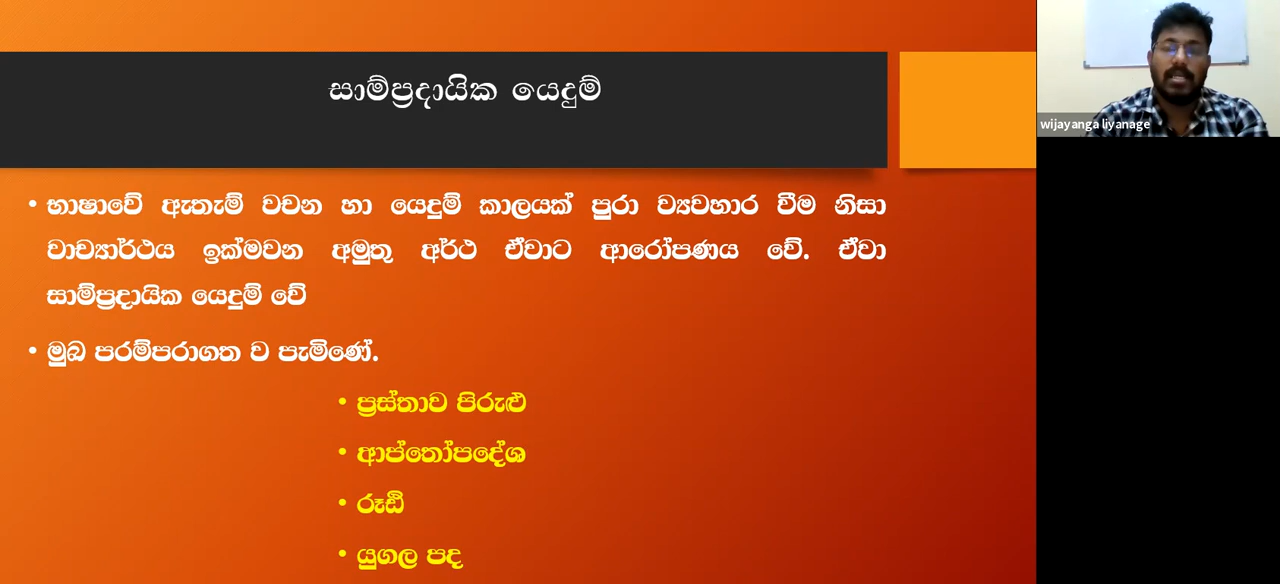 සාම්ප්‍රදායික යෙදුම්
• භාෂාවේ ඇතැම් වචන හා යෙදුම් කාලයක් පුරා ව්‍යවහාර වීම නිසා
වාච්‍යාර්ථය ඉක්මවන අමුතු අර්ථ ඒවාට ආරෝපණය වේ. ඒවා
සාම්ප්‍රදායික යෙදුම් වේ
• මුඛ පරම්පරාගත ව පැමිණේ.
• ප්‍රස්තාව පිරුළු
• ආප්තෝපදේශ
• රූඪි
• යුගල පද
wijayanga liyanage